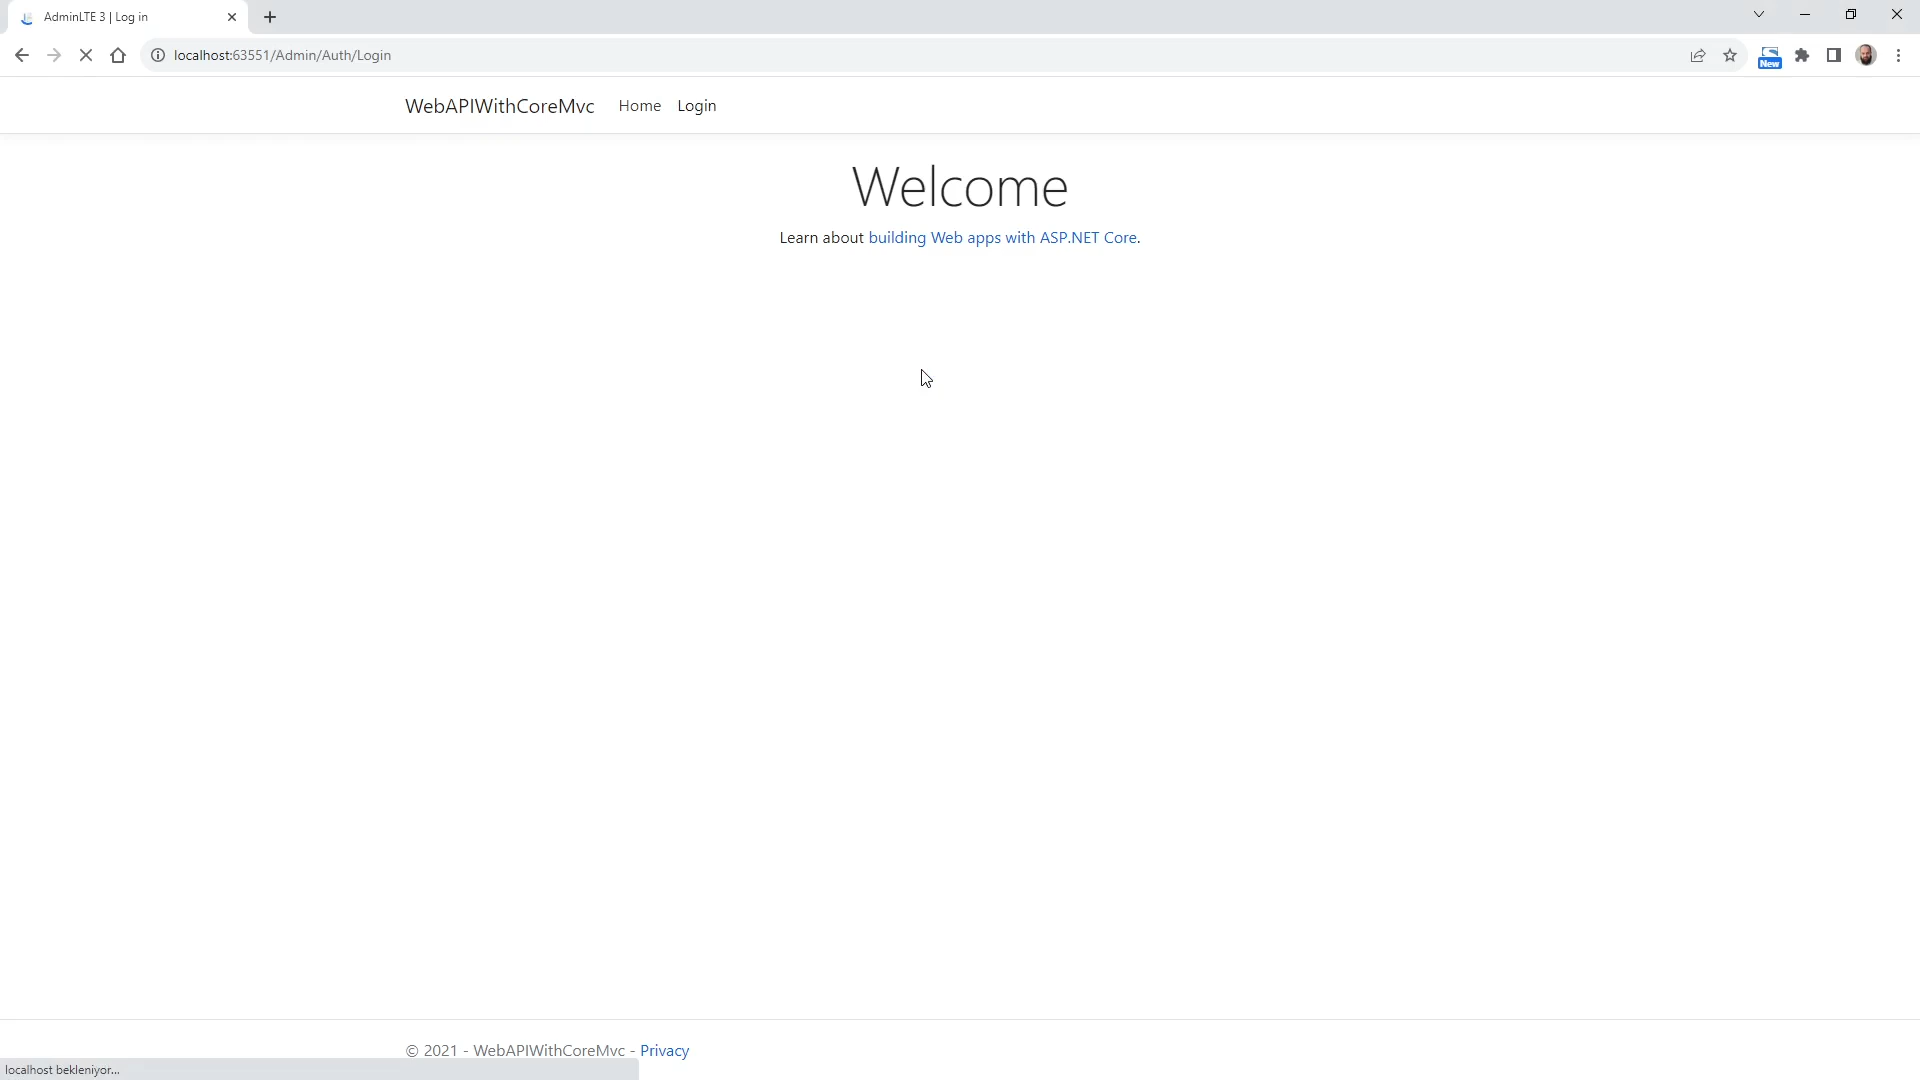 AdminLTE 3 | Log in
localhost:63551/Admin/Auth/Login
New
WebAPIWithCoreMvc Home Login
Welcome
Learn about building Web apps with ASP.NET Core.
© 2021 - WebAPIWithCoreMvc - Privacy
localhost bekleniyor...